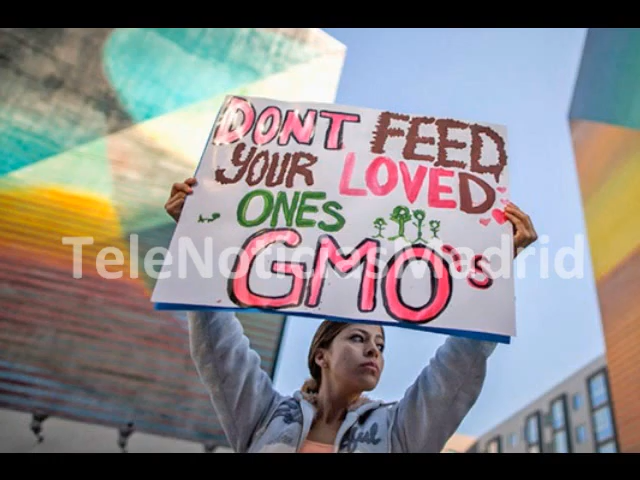 DONT FEED
YOUR LOVED
ONES
GMO's
TeleNoticiasMadrid